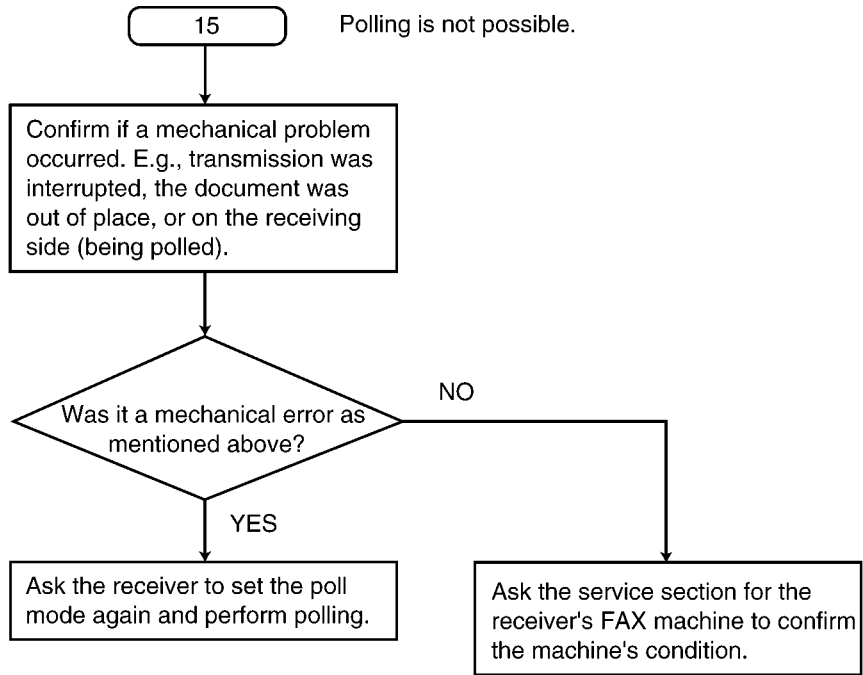 15
Polling is not possible.
Confirm if a mechanical problem
occurred. E.g., transmission was
interrupted, the document was
out of place, or on the receiving
side (being polled).
Was it a mechanical error as
mentioned above?
NO
YES
Ask the receiver to set the poll
mode again and perform polling.
Ask the service section for the
receiver's FAX machine to confirm
the machine's condition.